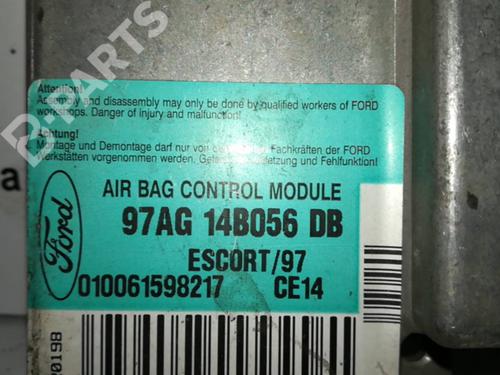 B-PARTS
Attention!
Assembly and disassembly may only be done by qualified workers of FORD
workshops. Danger of injury and malfunction!
Achtung!
Montage und Demontage darf nur von Fachkräften der FORD
Werkstätten vorgenommen werden. und Fehlfunktion!
AIR BAG CONTROL MODULE
97AG 14B056 DB
Ford
ESCORT/97
010061598217 CE14